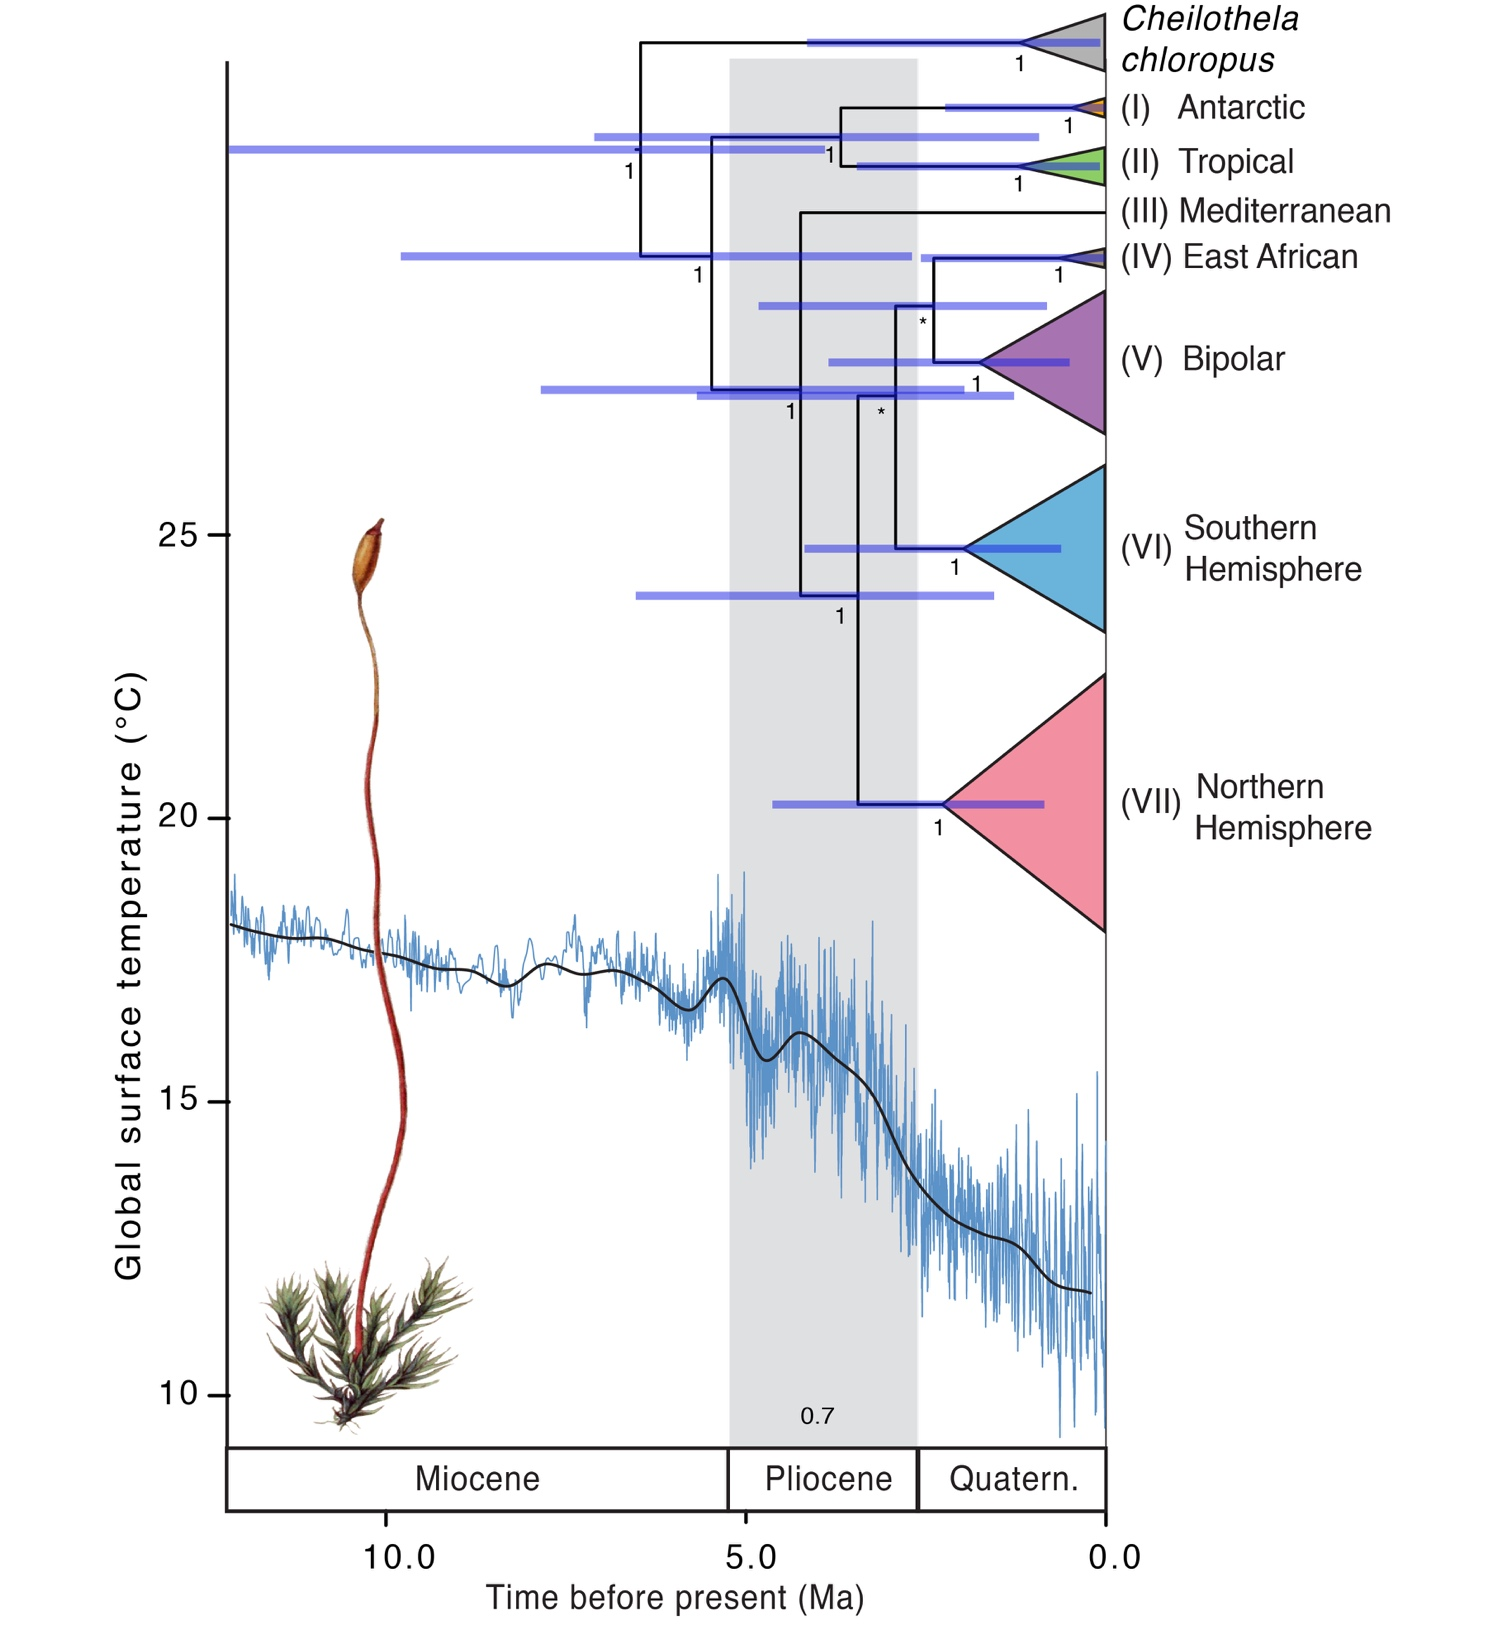 Cheilothela
chloropus
1
(I) Antarctic
1
1
(II) Tropical
1
1
(III) Mediterranean
(IV) East African
1
1
*
(V) Bipolar
1
1
*
Southern
(VI)
Hemisphere
1
1
Northern
(VII)
Hemisphere
1
25
20
15
10
Global surface temperature (°C)
0.7
Miocene
Pliocene
Quatern.
10.0
5.0
0.0
Time before present (Ma)